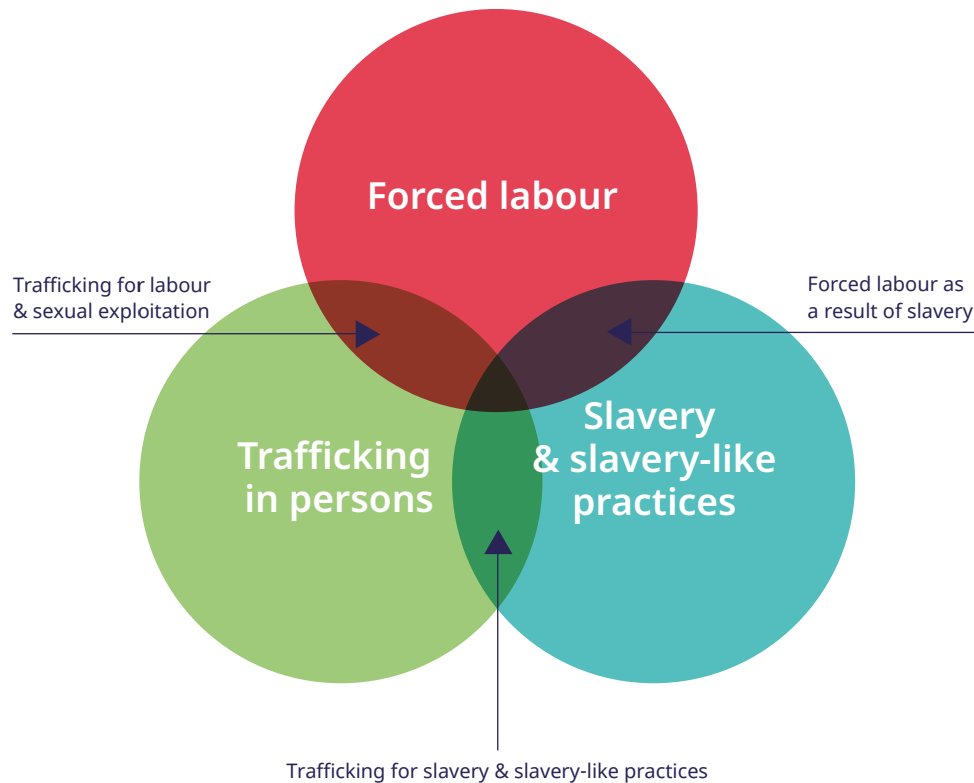 Forced labour
Trafficking for labour
& sexual exploitation
Forced labour as
a result of slavery
Trafficking
in persons
Slavery
& slavery-like
practices
Trafficking for slavery & slavery-like practices